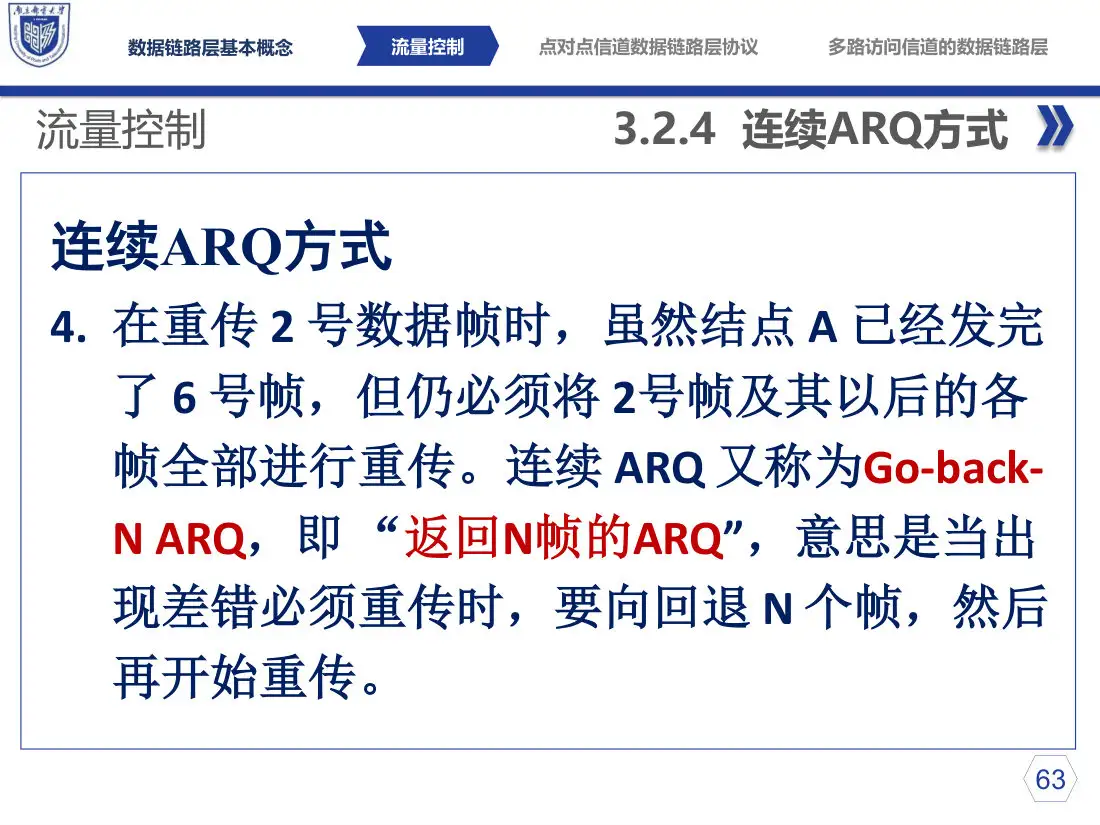 数据链路层基本概念
流量控制
点对点信道数据链路层协议
多路访问信道的数据链路层
流量控制
3.2.4 连续ARQ方式
连续ARQ方式
4. 在重传 2 号数据帧时，虽然结点 A 已经发完
了 6 号帧，但仍必须将 2号帧及其以后的各
帧全部进行重传。连续 ARQ 又称为Go-back-
N ARQ，即 “返回N帧的ARQ”，意思是当出
现差错必须重传时，要向回退 N 个帧，然后
再开始重传。
63